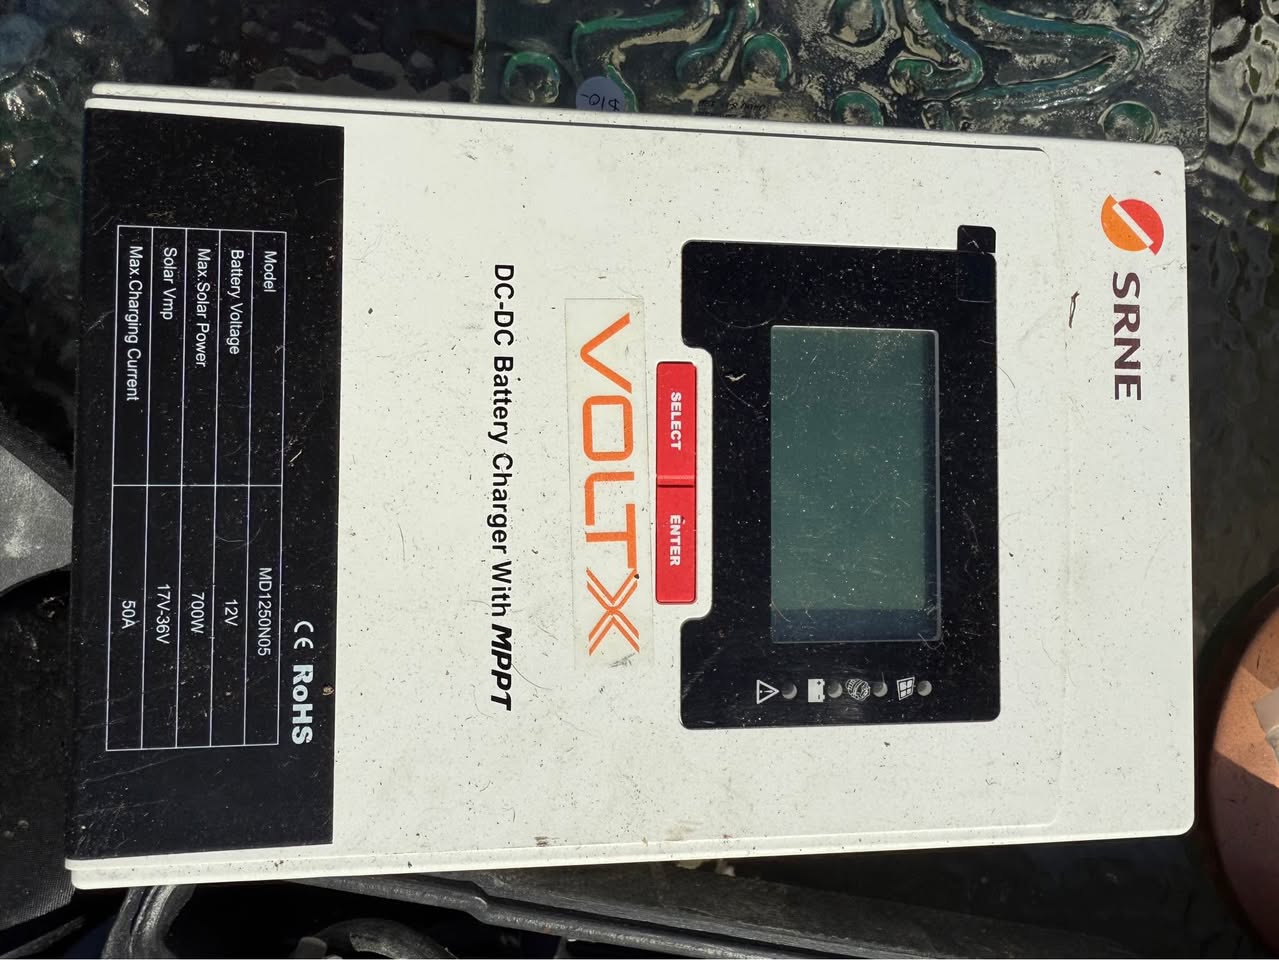 SRNE
SELECT ENTER
VOLTX
DC-DC Battery Charger With MPPT
CE RoHS
Model MD1250N05
Battery Voltage 12V
Max.Solar Power 700W
Solar Vmp 17V-36V
Max.Charging Current 50A
$10-